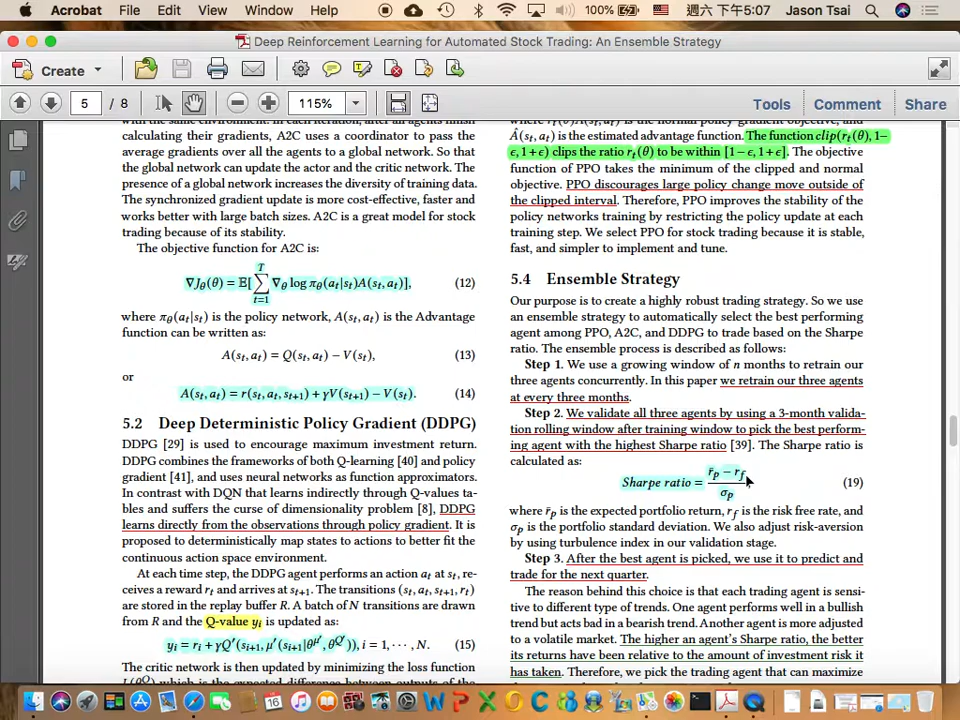 Acrobat File Edit View Window Help 100% 週六 下午5:07 Jason Tsai
Deep Reinforcement Learning for Automated Stock Trading: An Ensemble Strategy
Create
5 / 8 115% Tools Comment Share
calculating their gradients, A2C uses a coordinator to pass the
average gradients over all the agents to a global network. So that
the global network can update the actor and the critic network. The
presence of a global network increases the diversity of training data.
The synchronized gradient update is more cost-effective, faster and
works better with large batch sizes. A2C is a great model for stock
trading because of its stability.
The objective function for A2C is:
∇J_θ(θ) = 𝔼[ ∑_{t=1}^{T} ∇_θ log π_θ(a_t|s_t)A(s_t, a_t)], (12)
where π_θ(a_t|s_t) is the policy network, A(s_t, a_t) is the Advantage
function can be written as:
A(s_t, a_t) = Q(s_t, a_t) − V(s_t), (13)
or
A(s_t, a_t) = r(s_t, a_t, s_{t+1}) + γV(s_{t+1}) − V(s_t). (14)
5.2 Deep Deterministic Policy Gradient (DDPG)
DDPG [29] is used to encourage maximum investment return.
DDPG combines the frameworks of both Q-learning [40] and policy
gradient [41], and uses neural networks as function approximators.
In contrast with DQN that learns indirectly through Q-values ta-
bles and suffers the curse of dimensionality problem [8], DDPG
learns directly from the observations through policy gradient. It is
proposed to deterministically map states to actions to better fit the
continuous action space environment.
At each time step, the DDPG agent performs an action a_t at s_t, re-
ceives a reward r_t and arrives at s_{t+1}. The transitions (s_t, a_t, s_{t+1}, r_t)
are stored in the replay buffer R. A batch of N transitions are drawn
from R and the Q-value y_i is updated as:
y_i = r_i + γQ′(s_{i+1}, μ′(s_{i+1}|θ^{μ′}, θ^{Q′})), i = 1, · · · , N. (15)
The critic network is then updated by minimizing the loss function
Â(s_t, a_t) is the estimated advantage function. The function clip(r_t(θ), 1−
ϵ, 1 + ϵ) clips the ratio r_t(θ) to be within [1 − ϵ, 1 + ϵ]. The objective
function of PPO takes the minimum of the clipped and normal
objective. PPO discourages large policy change move outside of
the clipped interval. Therefore, PPO improves the stability of the
policy networks training by restricting the policy update at each
training step. We select PPO for stock trading because it is stable,
fast, and simpler to implement and tune.
5.4 Ensemble Strategy
Our purpose is to create a highly robust trading strategy. So we use
an ensemble strategy to automatically select the best performing
agent among PPO, A2C, and DDPG to trade based on the Sharpe
ratio. The ensemble process is described as follows:
Step 1. We use a growing window of n months to retrain our
three agents concurrently. In this paper we retrain our three agents
at every three months.
Step 2. We validate all three agents by using a 3-month valida-
tion rolling window after training window to pick the best perform-
ing agent with the highest Sharpe ratio [39]. The Sharpe ratio is
calculated as:
Sharpe ratio = (r̄_p − r_f) / σ_p, (19)
where r̄_p is the expected portfolio return, r_f is the risk free rate, and
σ_p is the portfolio standard deviation. We also adjust risk-aversion
by using turbulence index in our validation stage.
Step 3. After the best agent is picked, we use it to predict and
trade for the next quarter.
The reason behind this choice is that each trading agent is sensi-
tive to different type of trends. One agent performs well in a bullish
trend but acts bad in a bearish trend. Another agent is more adjusted
to a volatile market. The higher an agent's Sharpe ratio, the better
its returns have been relative to the amount of investment risk it
has taken. Therefore, we pick the trading agent that can maximize